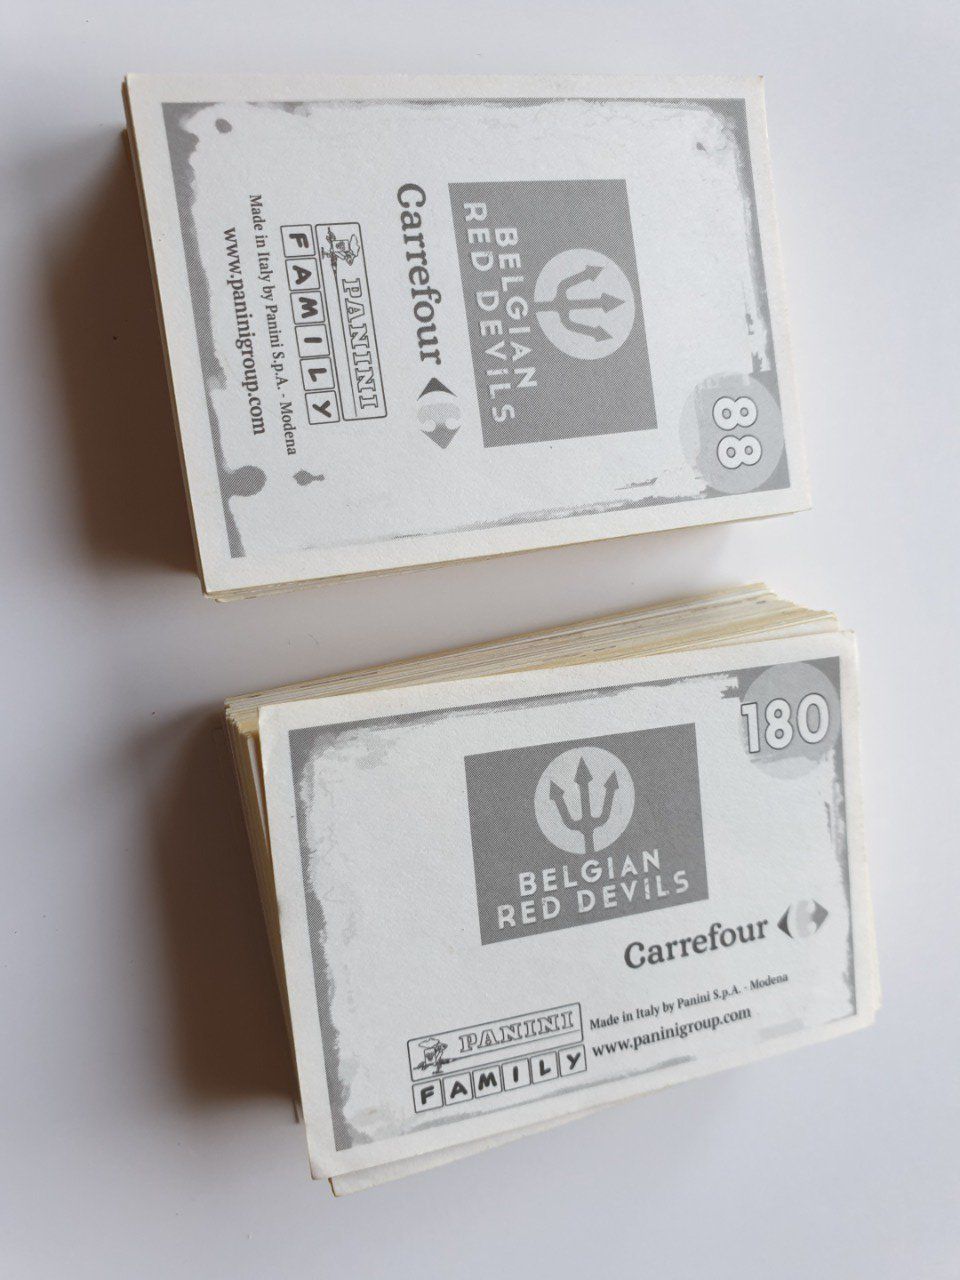 88
BELGIAN
RED DEVILS
Carrefour
PANINI
FAMILY
Made in Italy by Panini S.p.A. - Modena
www.paninigroup.com
180
BELGIAN
RED DEVILS
Carrefour
PANINI
FAMILY
Made in Italy by Panini S.p.A. - Modena
www.paninigroup.com